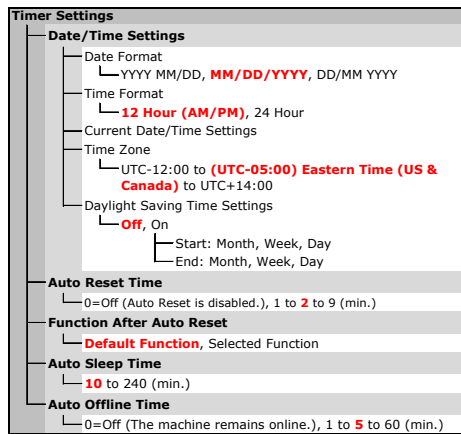 Timer Settings
Date/Time Settings
Date Format
YYYY MM/DD, MM/DD/YYYY, DD/MM YYYY
Time Format
12 Hour (AM/PM), 24 Hour
Current Date/Time Settings
Time Zone
UTC-12:00 to (UTC-05:00) Eastern Time (US &
Canada) to UTC+14:00
Daylight Saving Time Settings
Off, On
Start: Month, Week, Day
End: Month, Week, Day
Auto Reset Time
0=Off (Auto Reset is disabled.), 1 to 2 to 9 (min.)
Function After Auto Reset
Default Function, Selected Function
Auto Sleep Time
10 to 240 (min.)
Auto Offline Time
0=Off (The machine remains online.), 1 to 5 to 60 (min.)